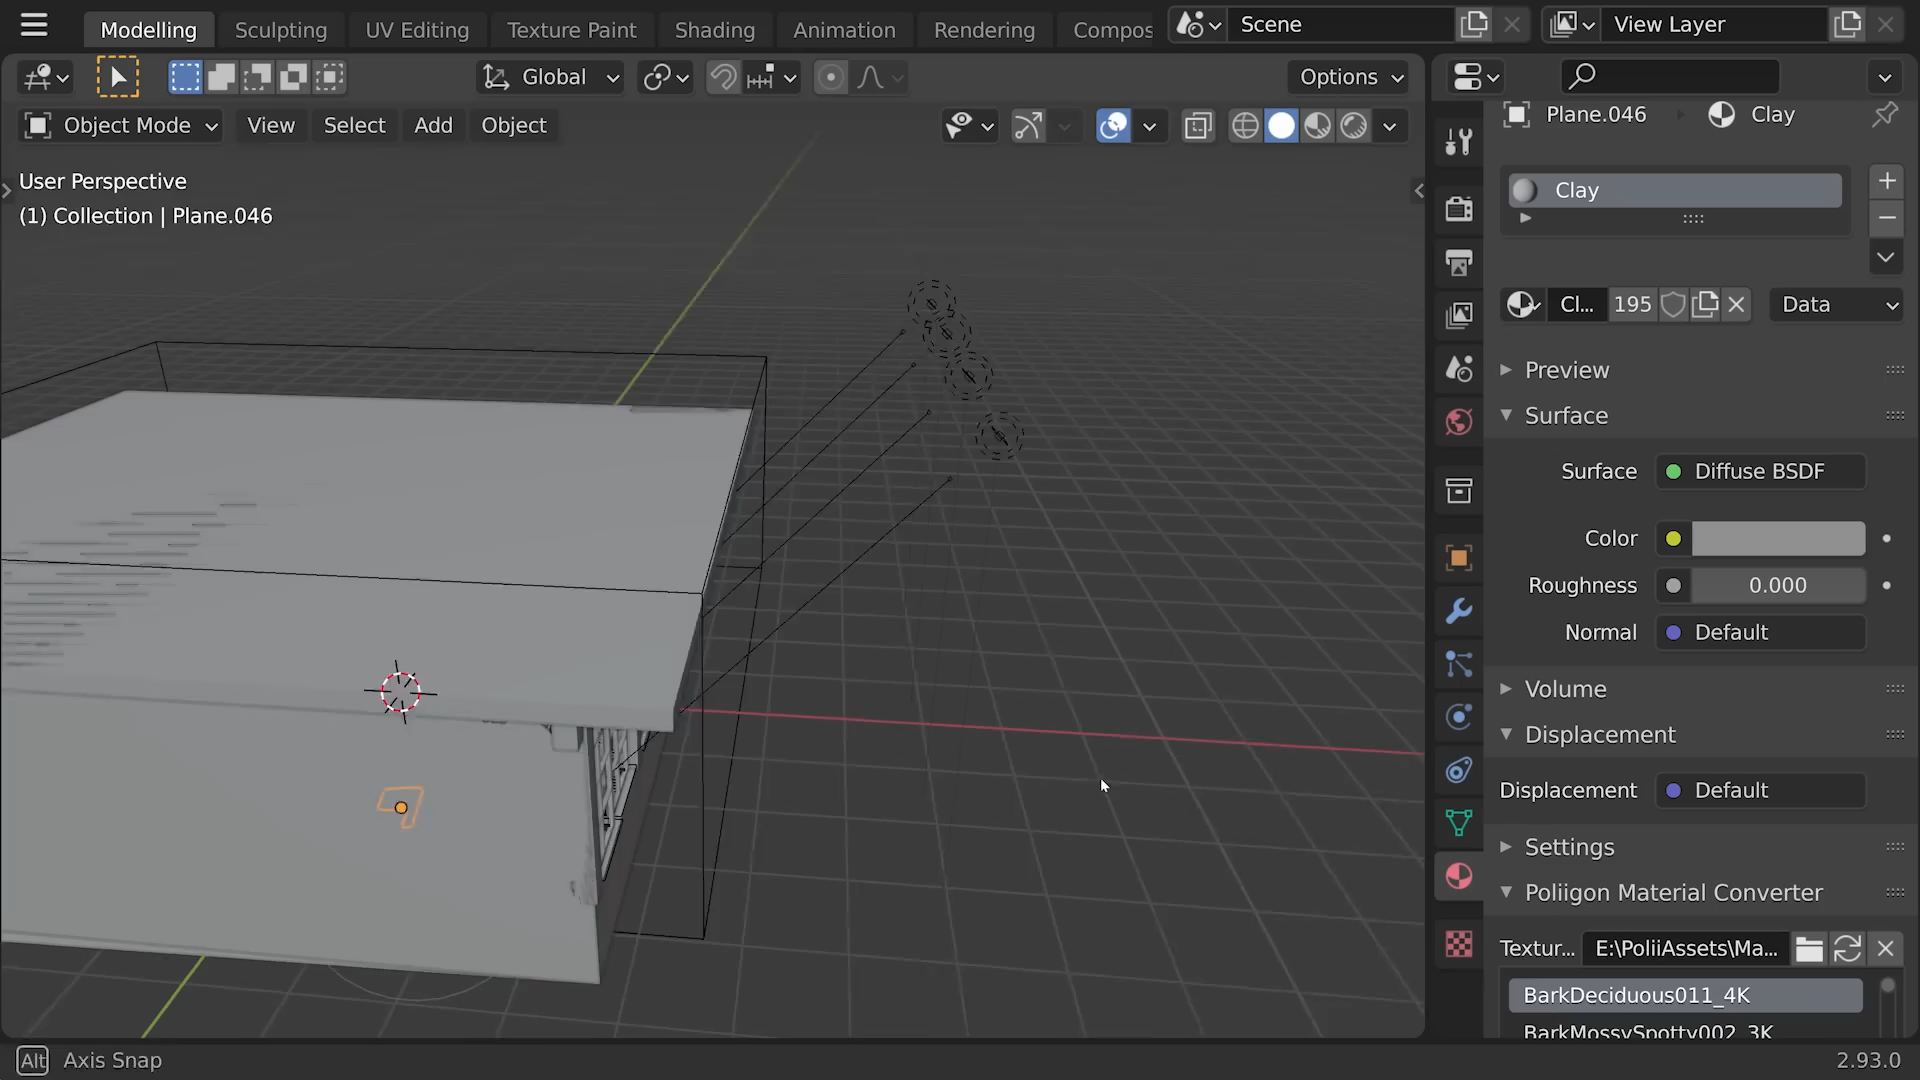 Modelling Sculpting UV Editing Texture Paint Shading Animation Rendering Compos Scene View Layer
Global Options
Object Mode View Select Add Object
Plane.046 Clay
User Perspective
(1) Collection | Plane.046
Clay
Cl... 195 Data
Preview
Surface
Surface Diffuse BSDF
Color
Roughness 0.000
Normal Default
Volume
Displacement
Displacement Default
Settings
Poliigon Material Converter
Textur... E:\PoliiAssets\Ma...
BarkDeciduous011_4K
BarkMossySpotty002_3K
Alt Axis Snap 2.93.0